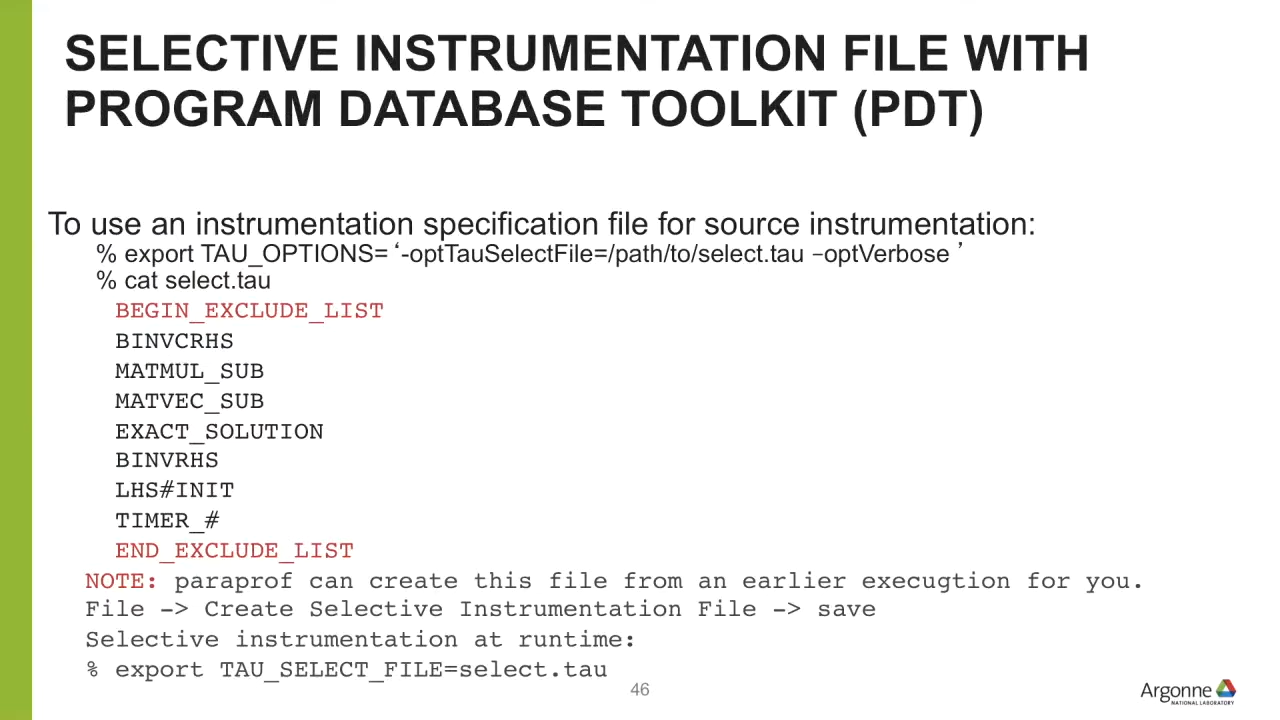 SELECTIVE INSTRUMENTATION FILE WITH
PROGRAM DATABASE TOOLKIT (PDT)
To use an instrumentation specification file for source instrumentation:
% export TAU_OPTIONS= ‘-optTauSelectFile=/path/to/select.tau –optVerbose ’
% cat select.tau
BEGIN_EXCLUDE_LIST
BINVCRHS
MATMUL_SUB
MATVEC_SUB
EXACT_SOLUTION
BINVRHS
LHS#INIT
TIMER_#
END_EXCLUDE_LIST
NOTE: paraprof can create this file from an earlier execugtion for you.
File -> Create Selective Instrumentation File -> save
Selective instrumentation at runtime:
% export TAU_SELECT_FILE=select.tau
46
Argonne
NATIONAL LABORATORY